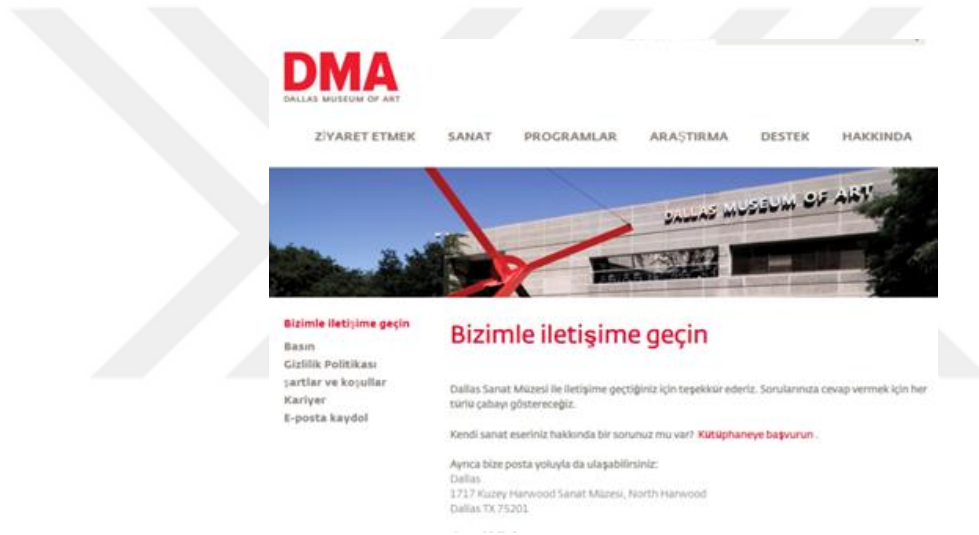 DMA
DALLAS MUSEUM OF ART
ZİYARET ETMEK SANAT PROGRAMLAR ARAŞTIRMA DESTEK HAKKINDA
DALLAS MUSEUM OF ART
Bizimle iletişime geçin
Basın
Gizlilik Politikası
şartlar ve koşullar
Kariyer
E-posta kaydol
Bizimle iletişime geçin
Dallas Sanat Müzesi ile iletişime geçtiğiniz için teşekkür ederiz. Sorularınıza cevap vermek için her
türlü çabayı göstereceğiz.
Kendi sanat eseriniz hakkında bir sorunuz mu var? Kütüphaneye başvurun .
Ayrıca bize posta yoluyla da ulaşabilirsiniz:
Dallas
1717 Kuzey Harwood Sanat Müzesi, North Harwood
Dallas TX 75201